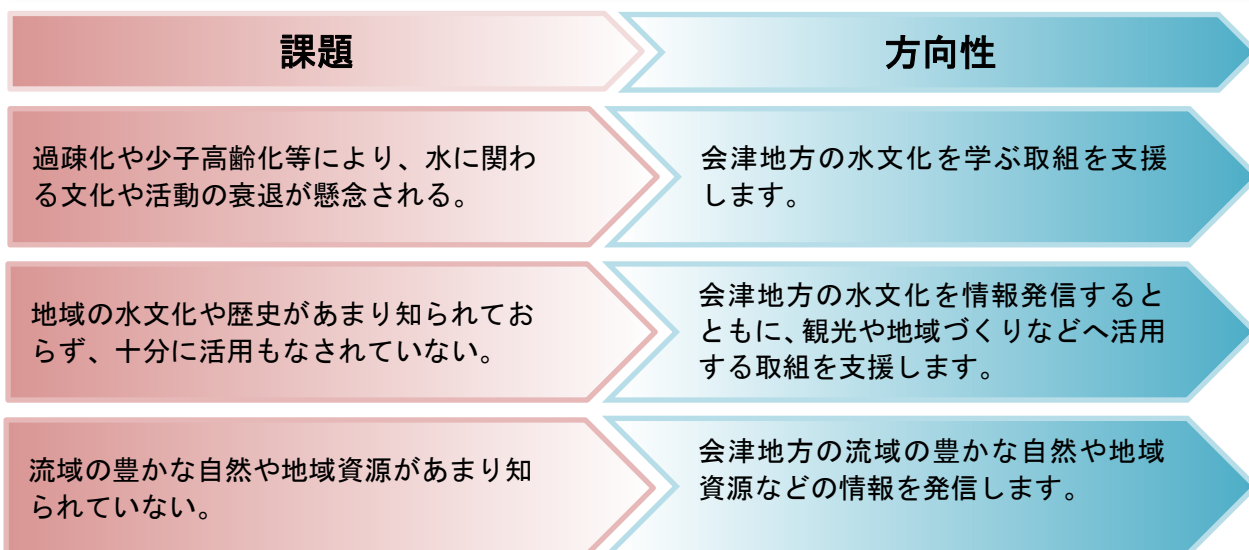 課題
方向性
過疎化や少子高齢化等により、水に関わ
る文化や活動の衰退が懸念される。
会津地方の水文化を学ぶ取組を支援
します。
地域の水文化や歴史があまり知られてお
らず、十分に活用もなされていない。
会津地方の水文化を情報発信すると
ともに、観光や地域づくりなどへ活用
する取組を支援します。
流域の豊かな自然や地域資源があまり知
られていない。
会津地方の流域の豊かな自然や地域
資源などの情報を発信します。